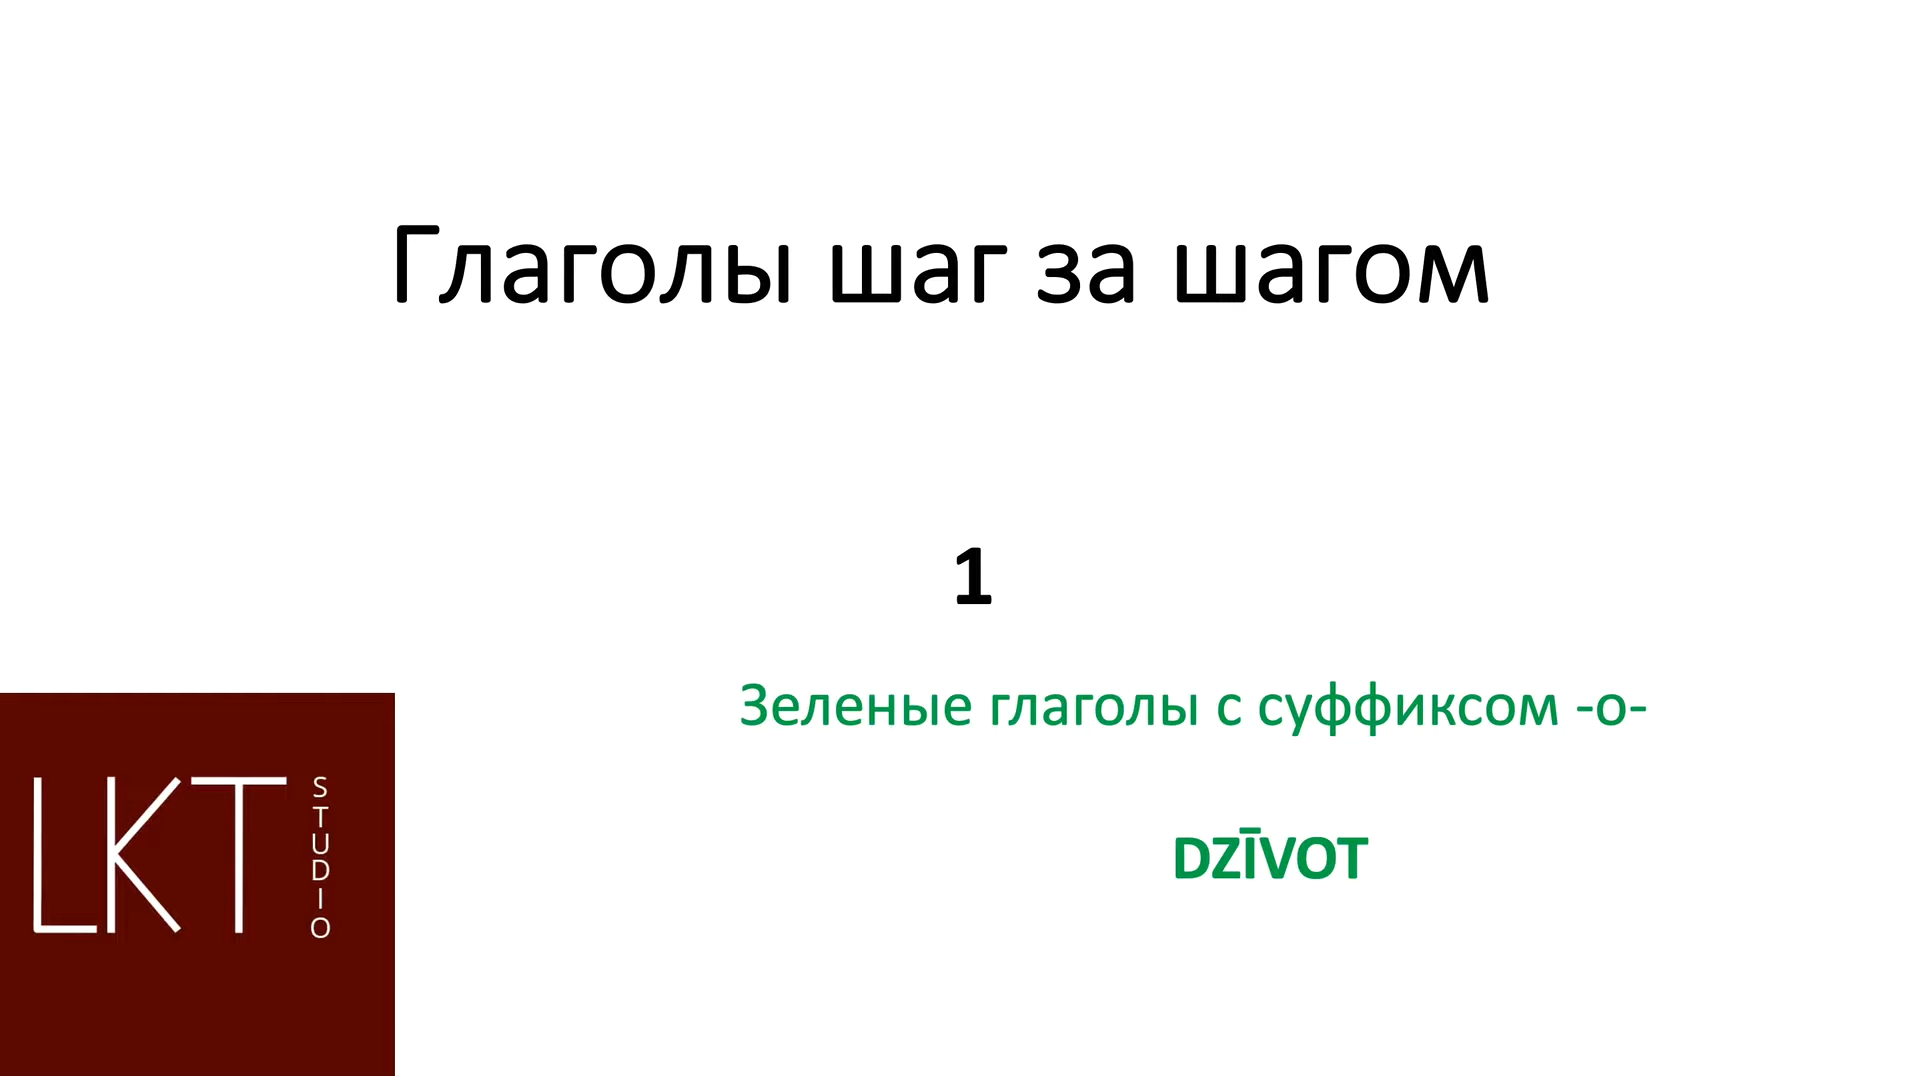 Глаголы шаг за шагом
1
Зеленые глаголы с суффиксом -о-
DZĪVOT
LKT
STUDIO